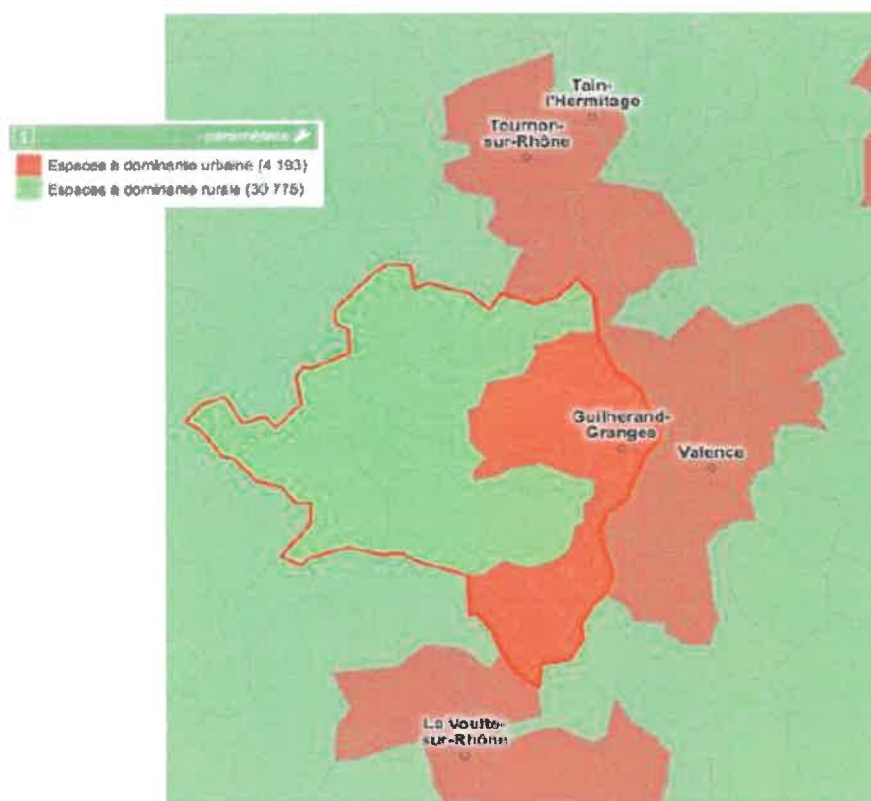 paramétrage
Espaces à dominante urbaine (4 193)
Espaces à dominante rurale (30 775)
Tain-
l'Hermitage
Tournon-
sur-Rhône
Guilherand-
Granges
Valence
La Voulte-
sur-Rhône